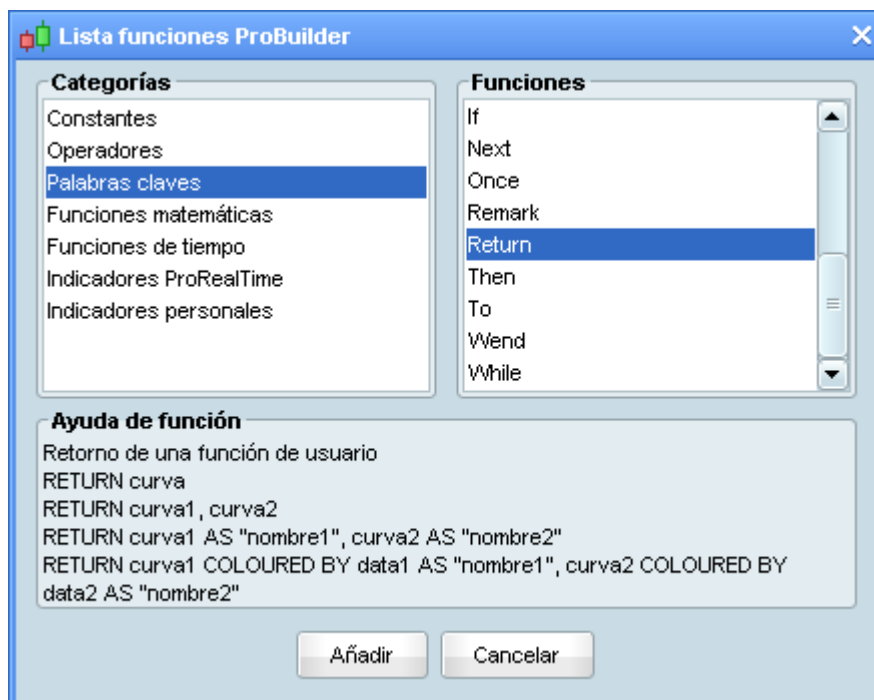 Lista funciones ProBuilder
Categorías
Constantes
Operadores
Palabras claves
Funciones matemáticas
Funciones de tiempo
Indicadores ProRealTime
Indicadores personales
Funciones
If
Next
Once
Remark
Return
Then
To
Wend
While
Ayuda de función
Retorno de una función de usuario
RETURN curva
RETURN curva1, curva2
RETURN curva1 AS "nombre1", curva2 AS "nombre2"
RETURN curva1 COLOURED BY data1 AS "nombre1", curva2 COLOURED BY
data2 AS "nombre2"
Añadir
Cancelar